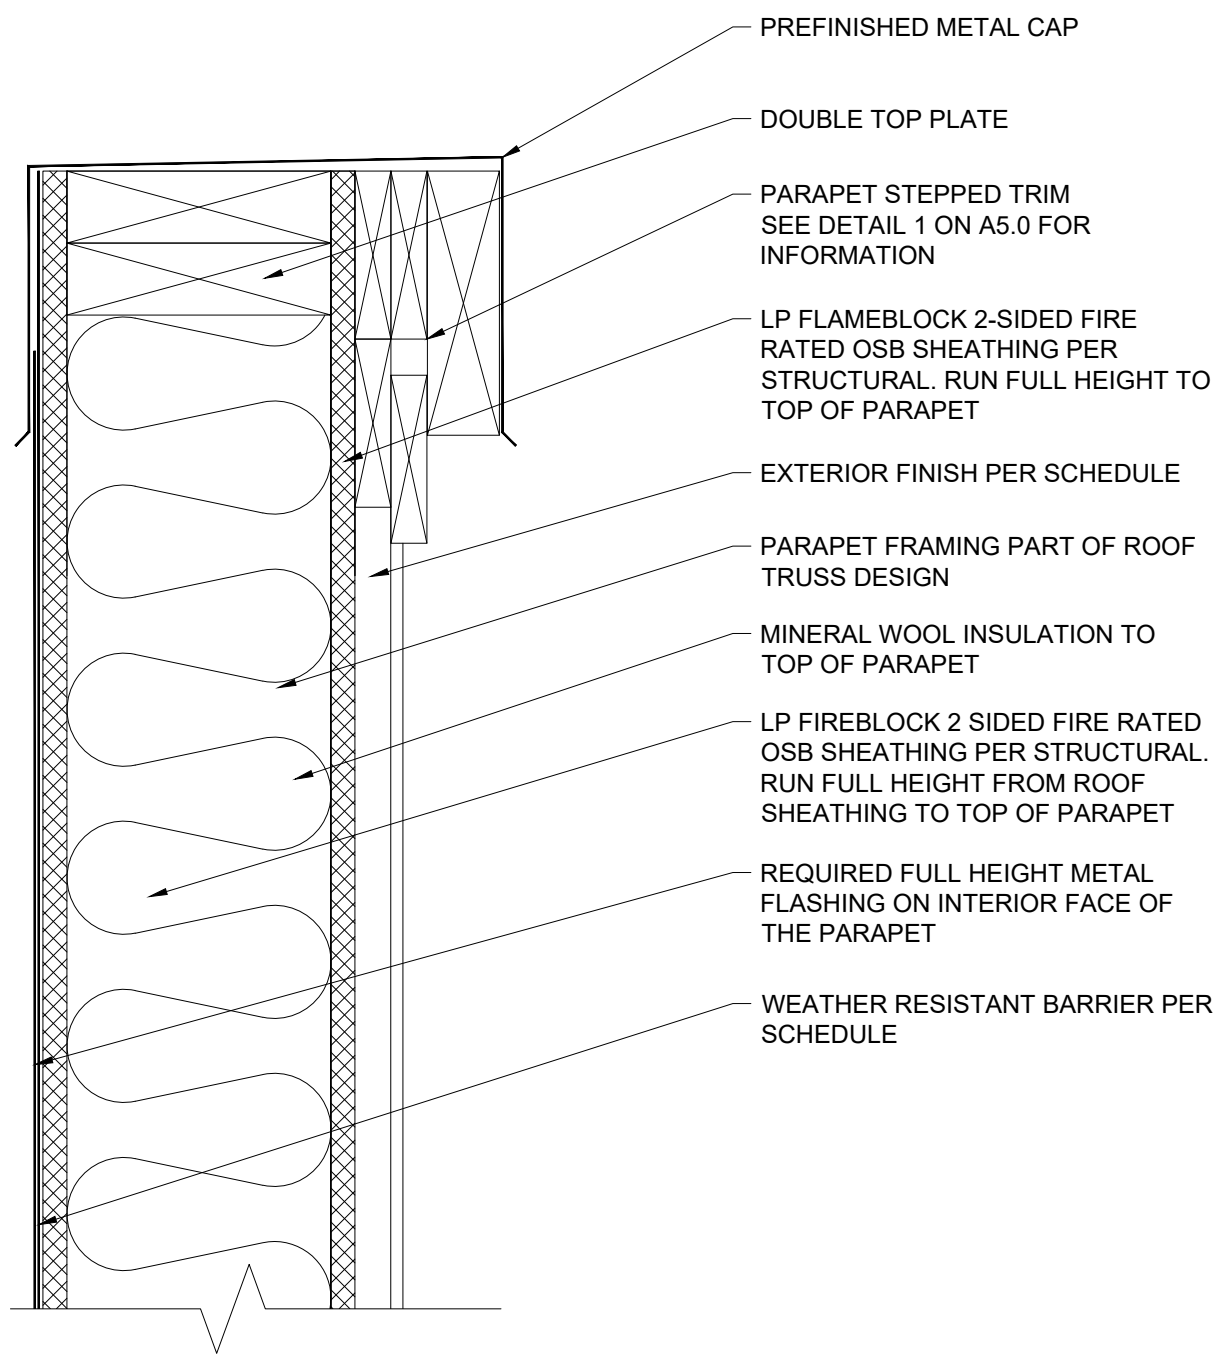 PREFINISHED METAL CAP
DOUBLE TOP PLATE
PARAPET STEPPED TRIM
SEE DETAIL 1 ON A5.0 FOR
INFORMATION
LP FLAMEBLOCK 2-SIDED FIRE
RATED OSB SHEATHING PER
STRUCTURAL. RUN FULL HEIGHT TO
TOP OF PARAPET
EXTERIOR FINISH PER SCHEDULE
PARAPET FRAMING PART OF ROOF
TRUSS DESIGN
MINERAL WOOL INSULATION TO
TOP OF PARAPET
LP FIREBLOCK 2 SIDED FIRE RATED
OSB SHEATHING PER STRUCTURAL.
RUN FULL HEIGHT FROM ROOF
SHEATHING TO TOP OF PARAPET
REQUIRED FULL HEIGHT METAL
FLASHING ON INTERIOR FACE OF
THE PARAPET
WEATHER RESISTANT BARRIER PER
SCHEDULE